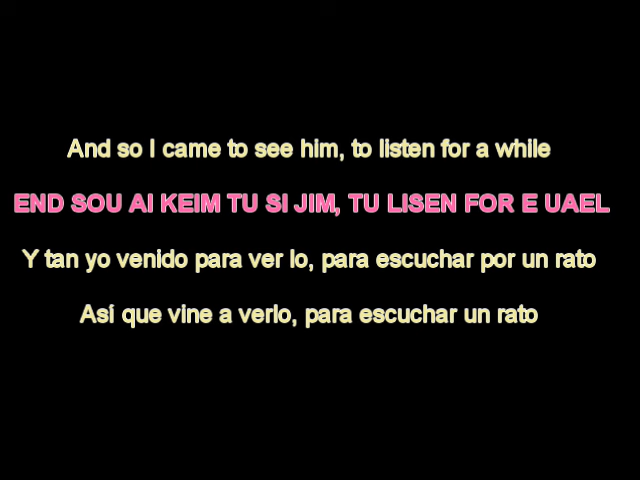 And so I came to see him, to listen for a while
END SOU AI KEIM TU SI JIM, TU LISEN FOR E UAEL
Y tan yo venido para ver lo, para escuchar por un rato
Así que vine a verlo, para escuchar un rato